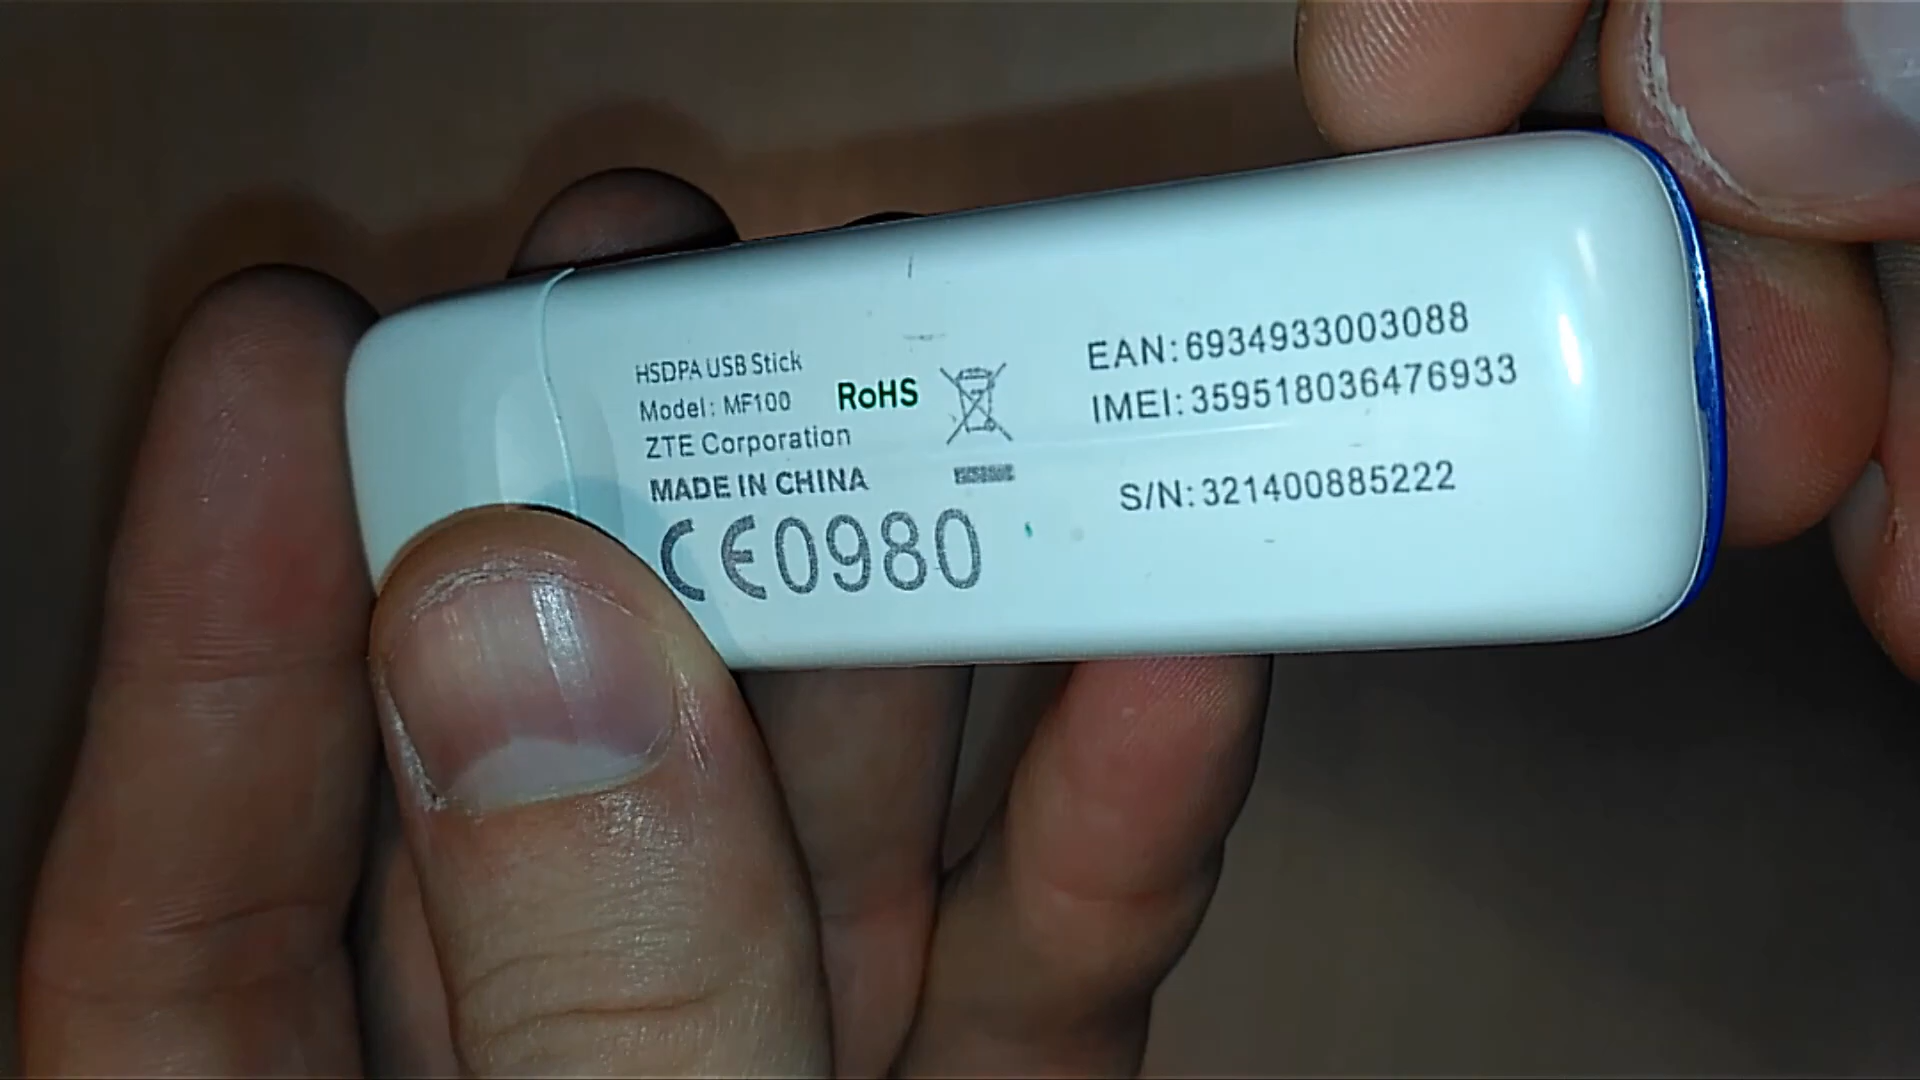 HSDPA USB Stick
Model: MF100
RoHS
ZTE Corporation
MADE IN CHINA
CE0980
EAN:6934933003088
IMEI:359518036476933
S/N:321400885222